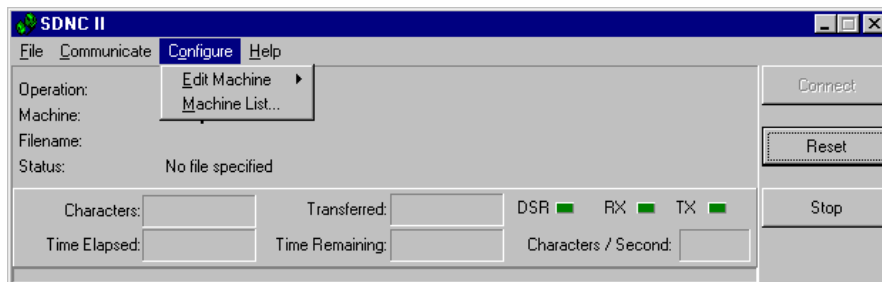 SDNC II
File Communicate Configure Help
Edit Machine
Machine List...
Operation:
Machine:
Filename:
Status: No file specified
Connect
Reset
Stop
Characters: Transferred: DSR RX TX
Time Elapsed: Time Remaining: Characters / Second: